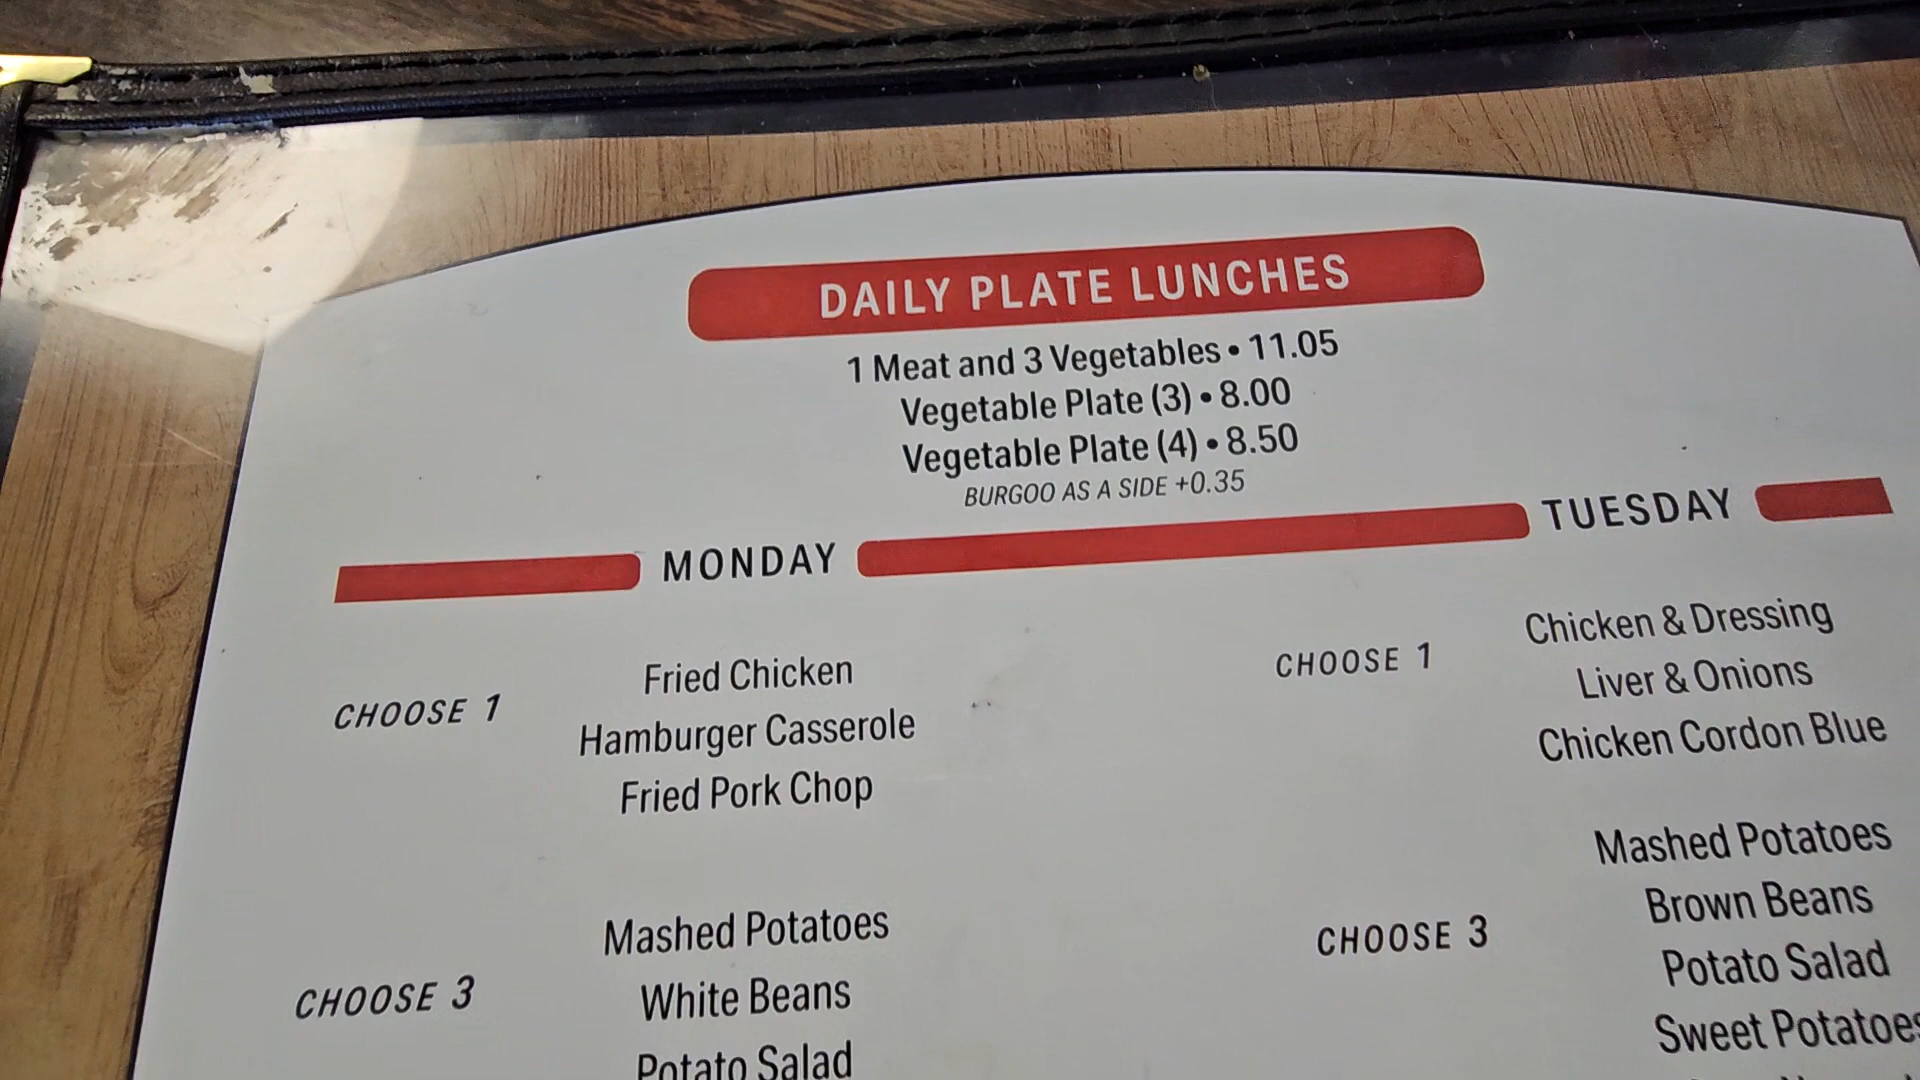 DAILY PLATE LUNCHES
1 Meat and 3 Vegetables • 11.05
Vegetable Plate (3) • 8.00
Vegetable Plate (4) • 8.50
BURGOO AS A SIDE +0.35
MONDAY
CHOOSE 1
Fried Chicken
Hamburger Casserole
Fried Pork Chop
CHOOSE 3
Mashed Potatoes
White Beans
Potato Salad
TUESDAY
CHOOSE 1
Chicken & Dressing
Liver & Onions
Chicken Cordon Blue
CHOOSE 3
Mashed Potatoes
Brown Beans
Potato Salad
Sweet Potatoes